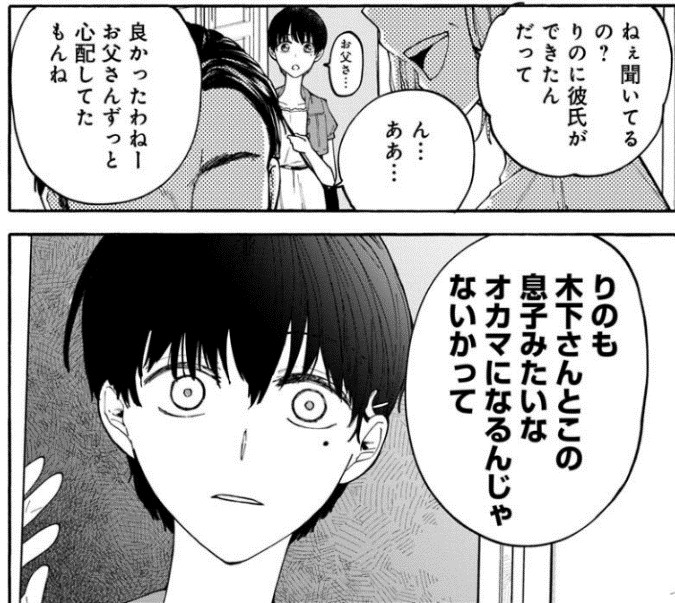 ねぇ聞いてる
の?
りのに彼氏が
できたん
だって
ん…
ああ…
お父さ…
良かったわねー
お父さんずっと
心配してた
もんね
りのも
木下さんとこの
息子みたいな
オカマになるんじゃ
ないかって